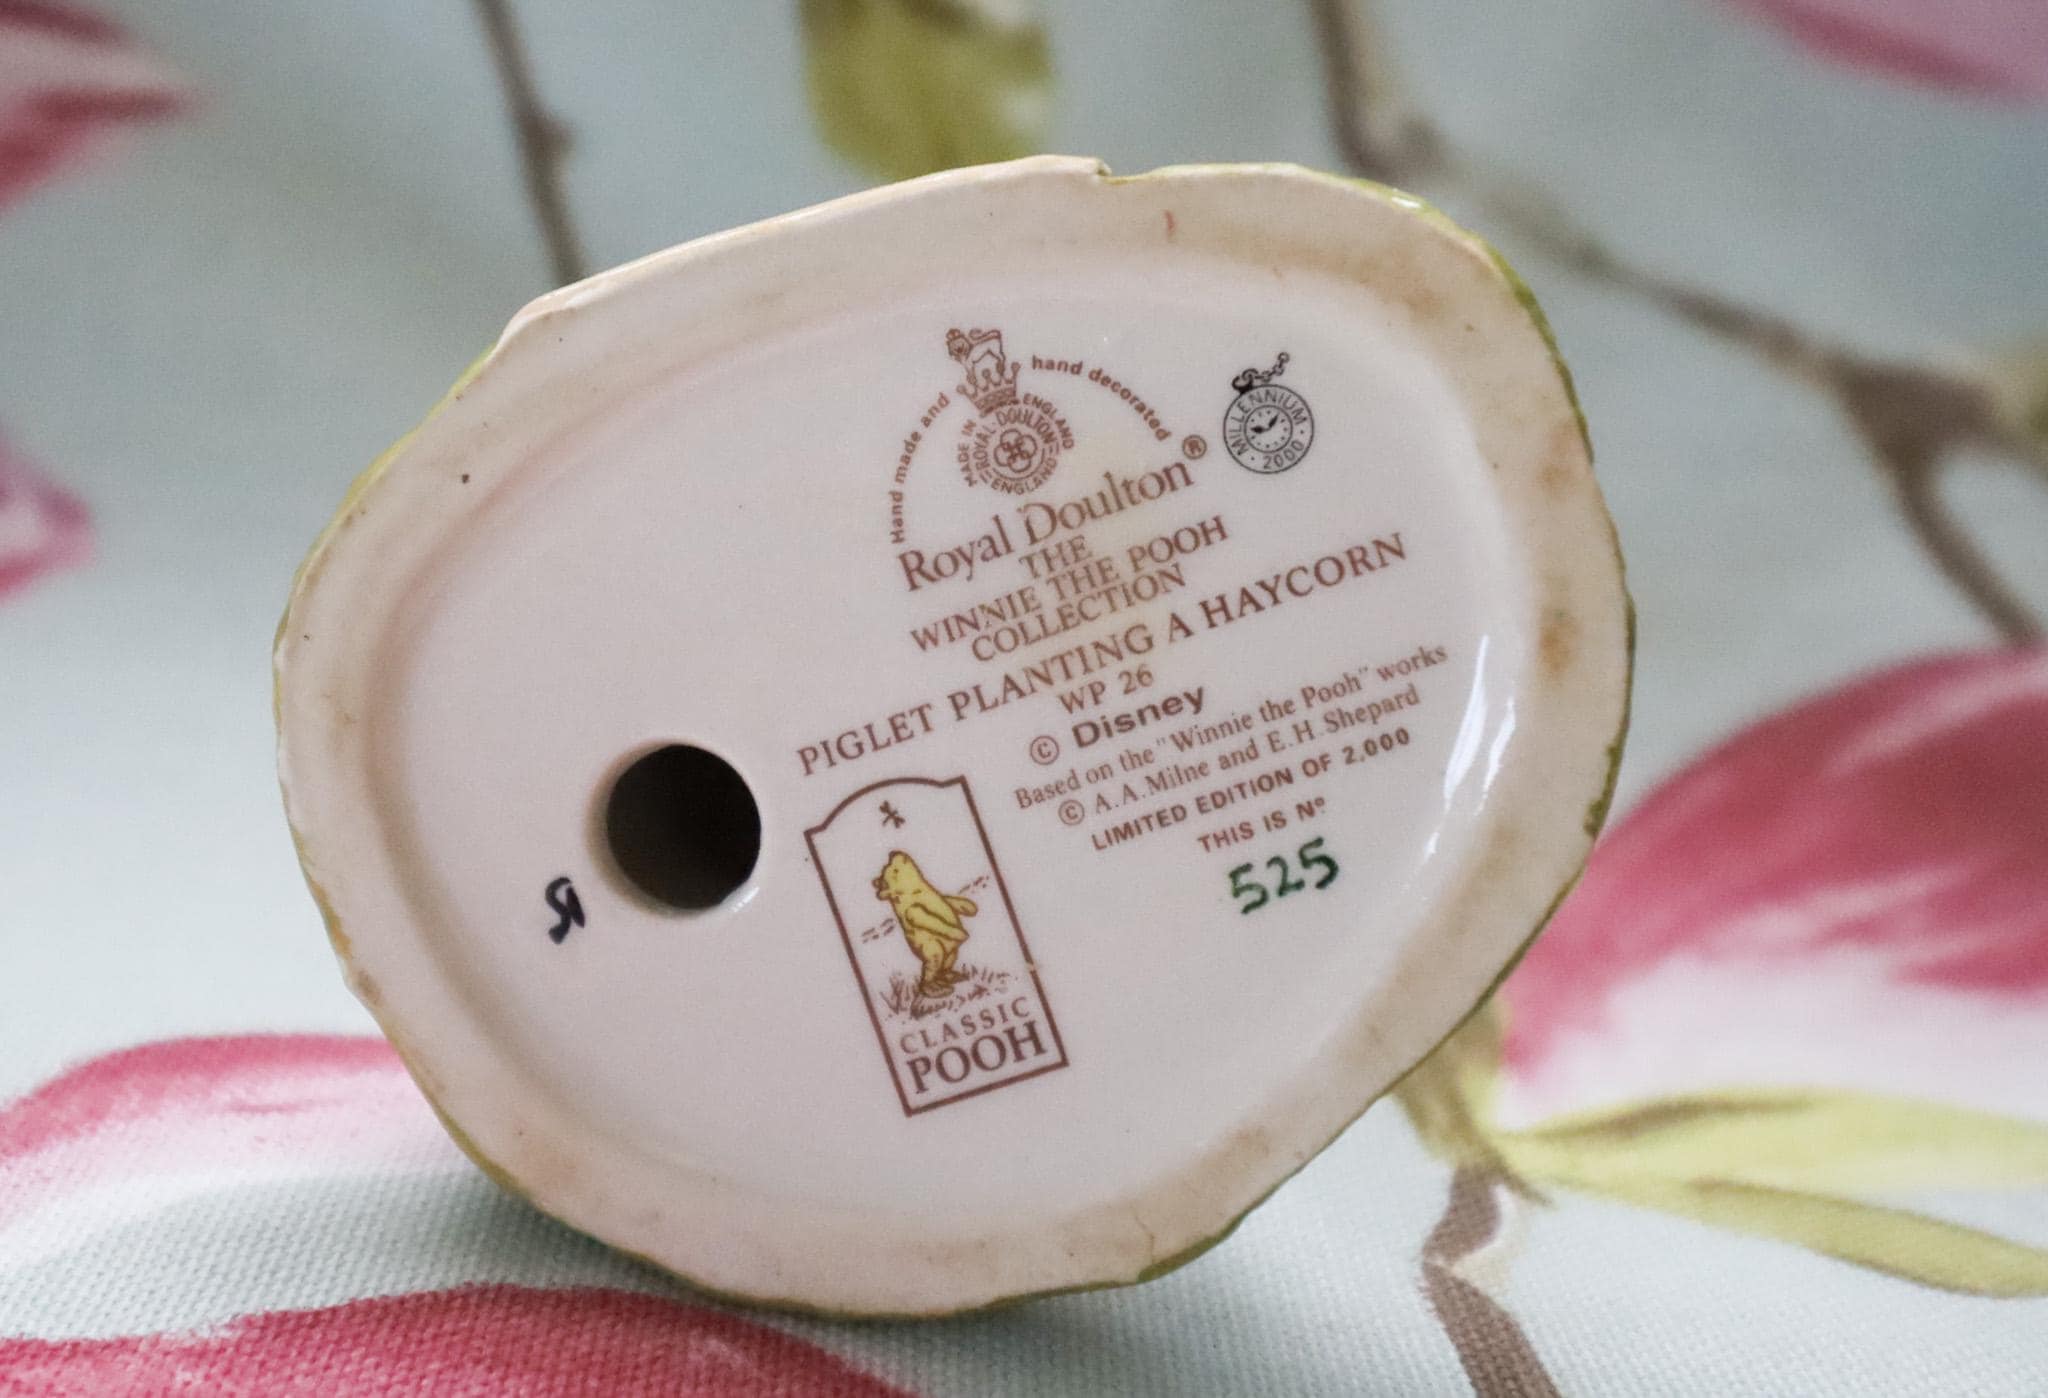 Hand made and hand decorated
MADE IN ENGLAND
ROYAL·DOULTON
ENGLAND
Royal Doulton®
MILLENNIUM
· 2000 ·
THE
WINNIE THE POOH
COLLECTION
PIGLET PLANTING A HAYCORN
WP 26
© Disney
Based on the "Winnie the Pooh" works
© A.A.Milne and E.H.Shepard
LIMITED EDITION OF 2,000
THIS IS Nº
525
CLASSIC
POOH